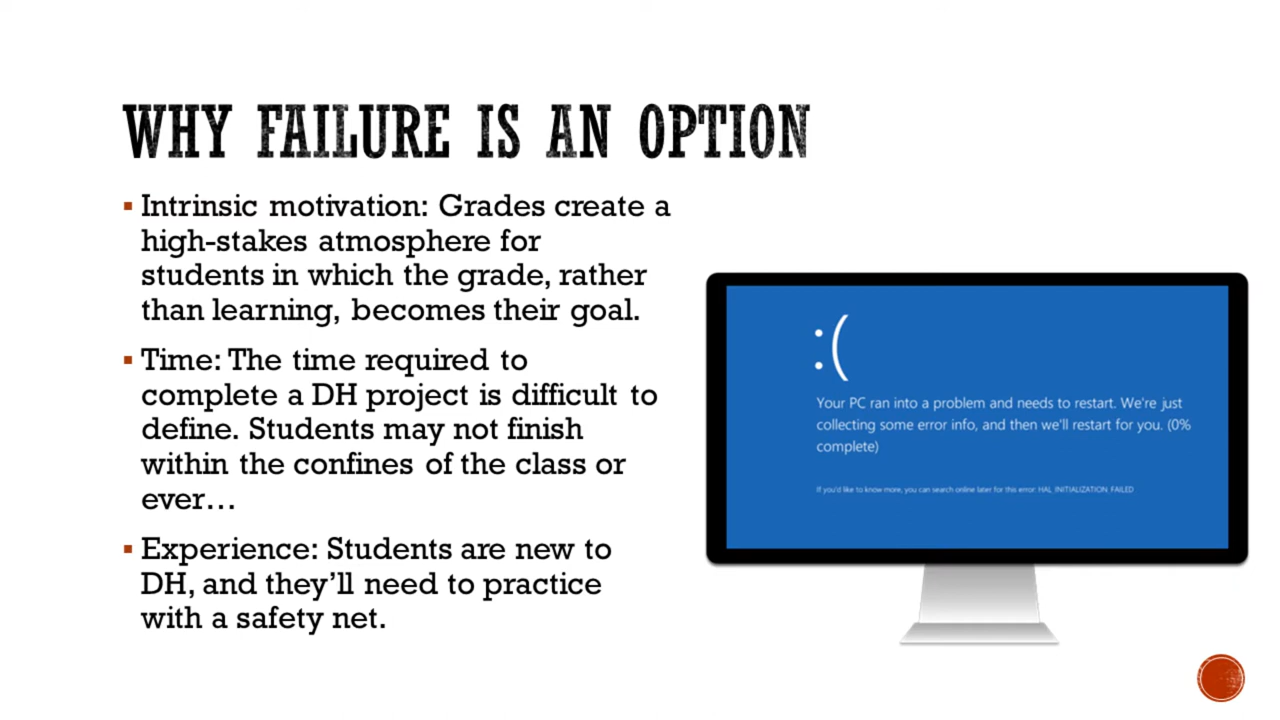 WHY FAILURE IS AN OPTION
▪ Intrinsic motivation: Grades create a
high-stakes atmosphere for
students in which the grade, rather
than learning, becomes their goal.
▪ Time: The time required to
complete a DH project is difficult to
define. Students may not finish
within the confines of the class or
ever…
▪ Experience: Students are new to
DH, and they’ll need to practice
with a safety net.
:(
Your PC ran into a problem and needs to restart. We're just
collecting some error info, and then we'll restart for you. (0%
complete)
If you'd like to know more, you can search online later for this error: HAL_INITIALIZATION_FAILED